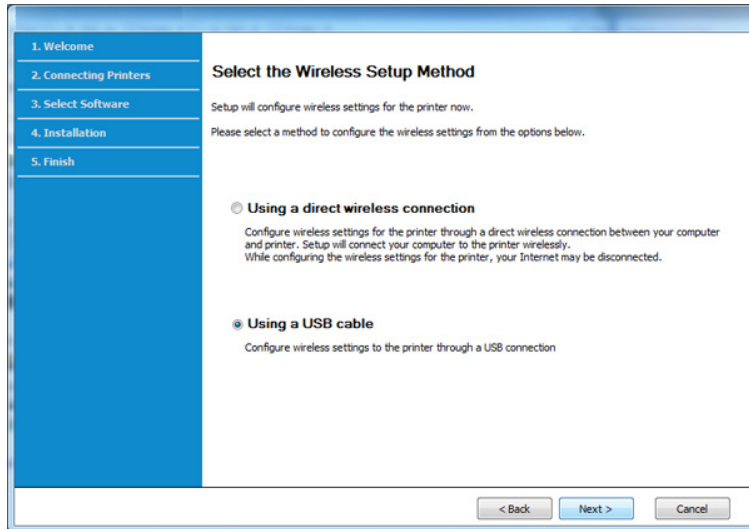 1. Welcome
2. Connecting Printers
3. Select Software
4. Installation
5. Finish
Select the Wireless Setup Method
Setup will configure wireless settings for the printer now.
Please select a method to configure the wireless settings from the options below.
Using a direct wireless connection
Configure wireless settings for the printer through a direct wireless connection between your computer
and printer. Setup will connect your computer to the printer wirelessly.
While configuring the wireless settings for the printer, your Internet may be disconnected.
Using a USB cable
Configure wireless settings to the printer through a USB connection
< Back
Next >
Cancel